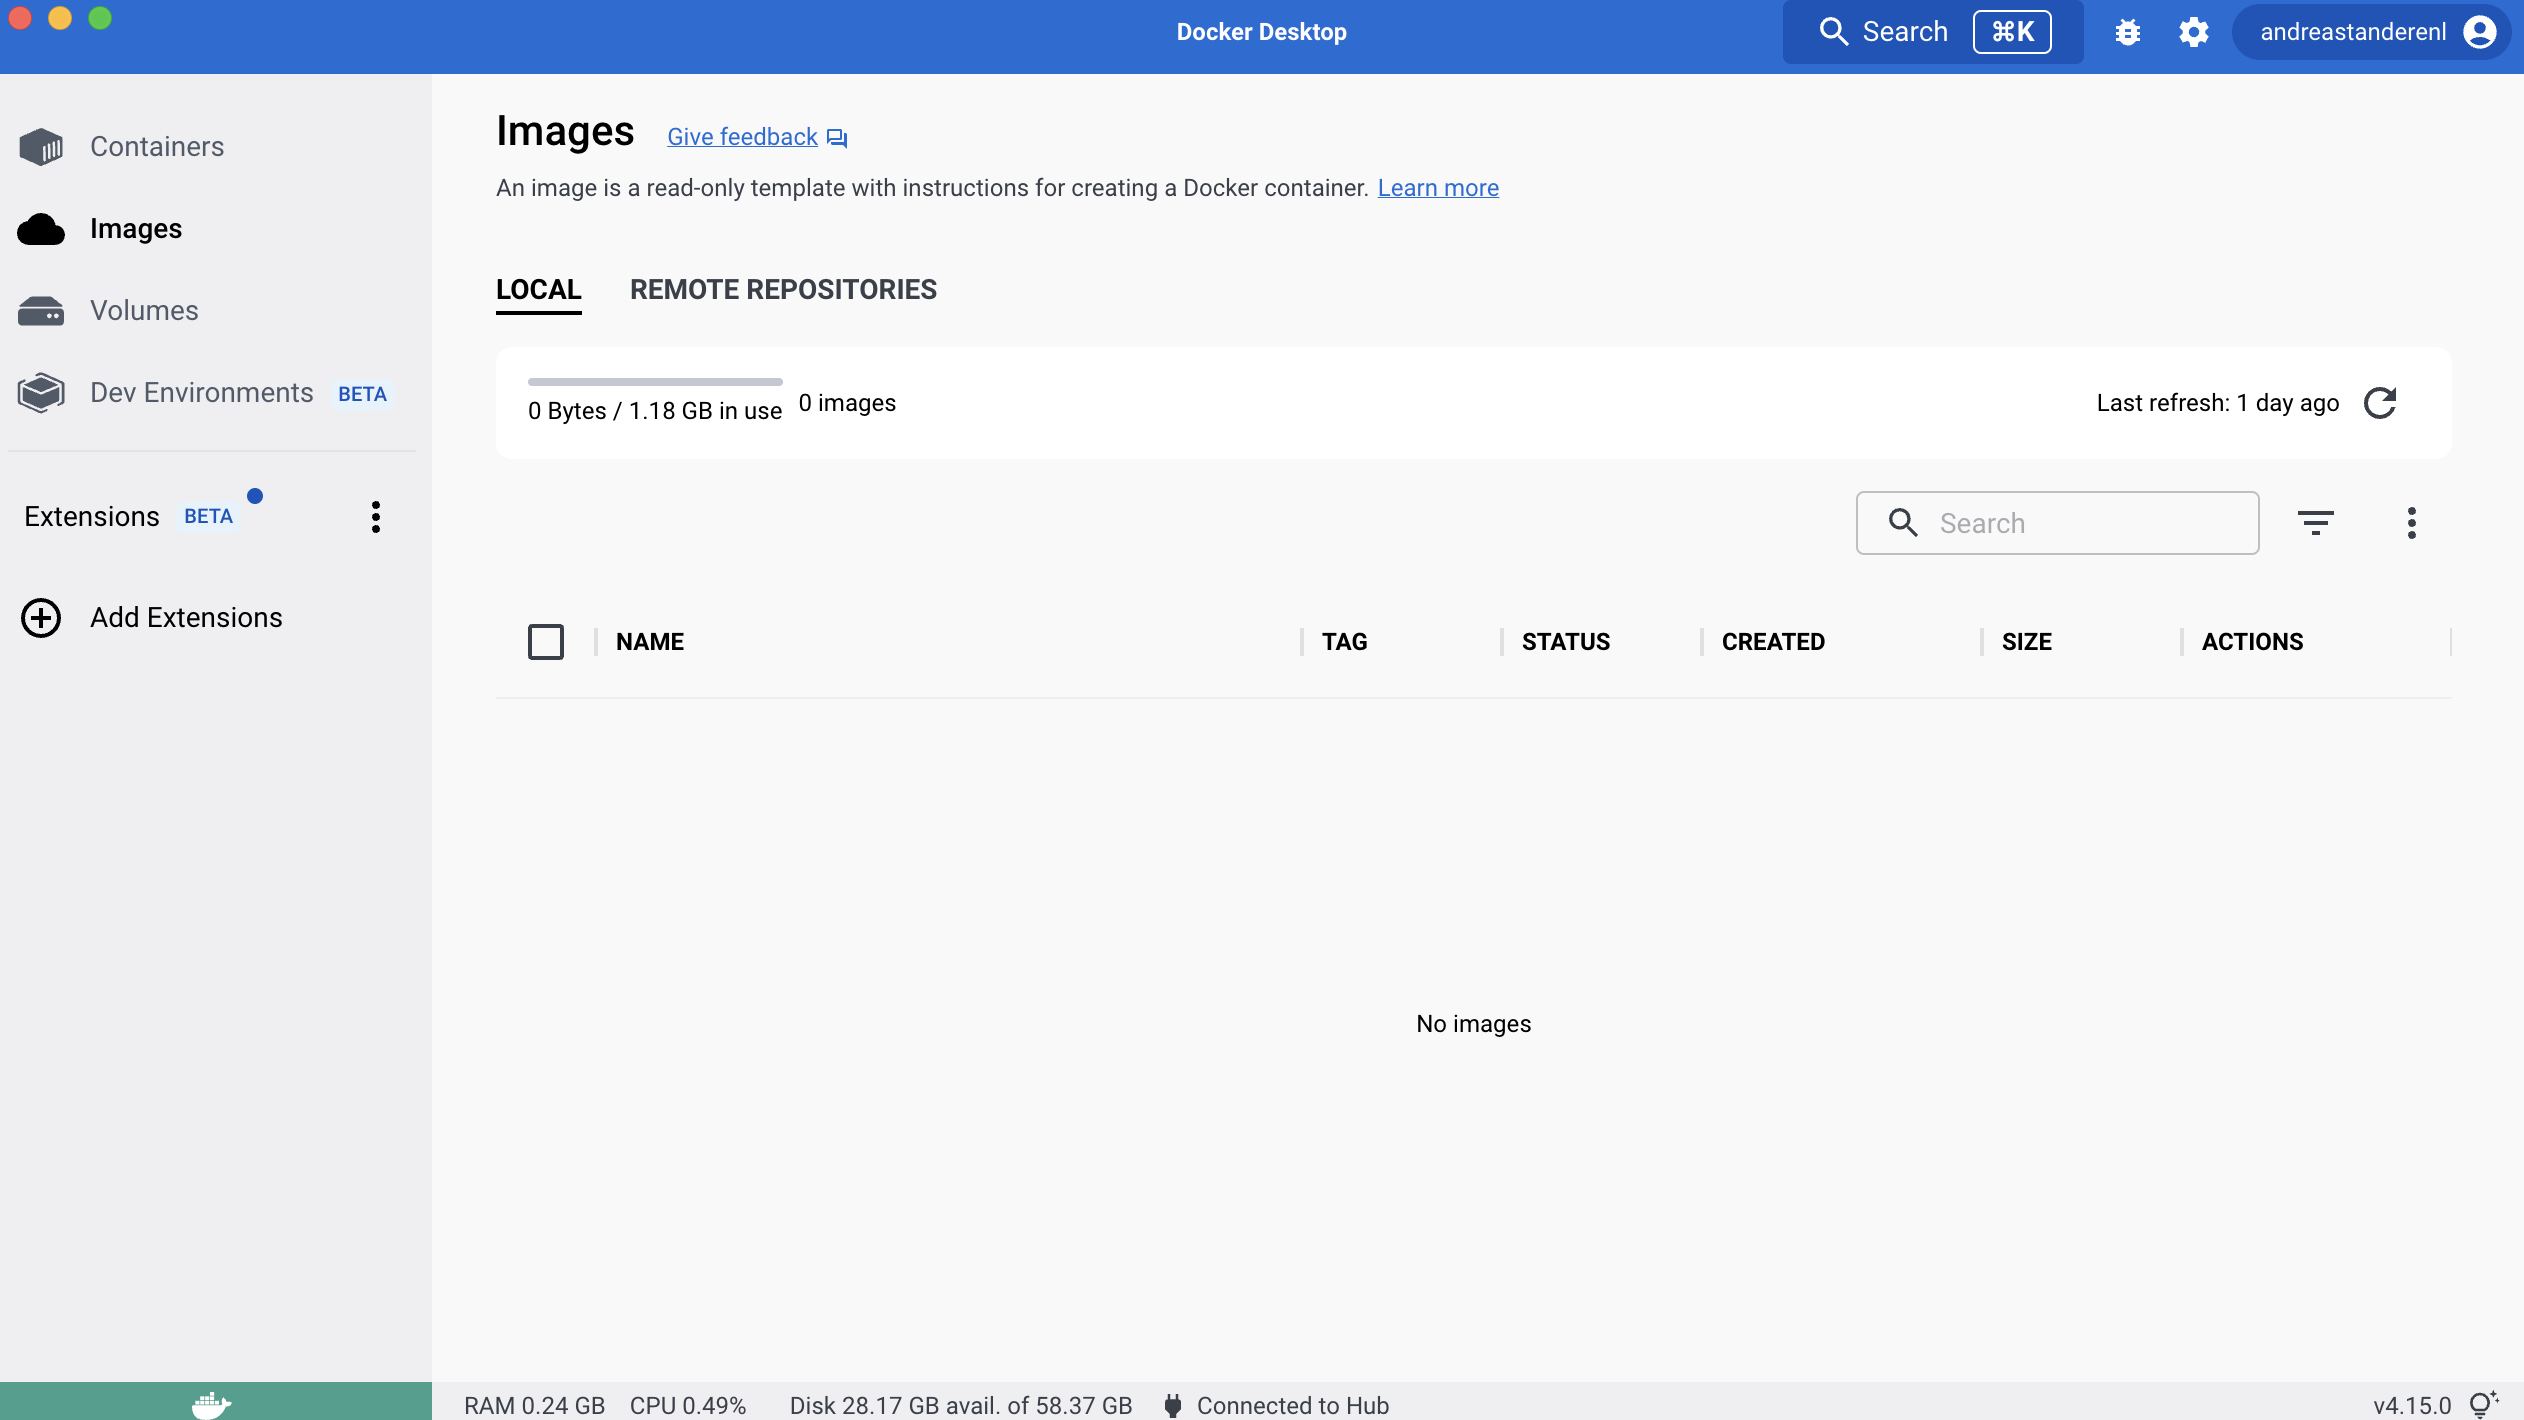 Docker Desktop
Search ⌘K
andreastanderenl
Containers
Images
Volumes
Dev Environments BETA
Extensions BETA
Add Extensions
Images Give feedback
An image is a read-only template with instructions for creating a Docker container. Learn more
LOCAL REMOTE REPOSITORIES
0 Bytes / 1.18 GB in use 0 images
Last refresh: 1 day ago
Search
NAME TAG STATUS CREATED SIZE ACTIONS
No images
RAM 0.24 GB CPU 0.49% Disk 28.17 GB avail. of 58.37 GB Connected to Hub v4.15.0